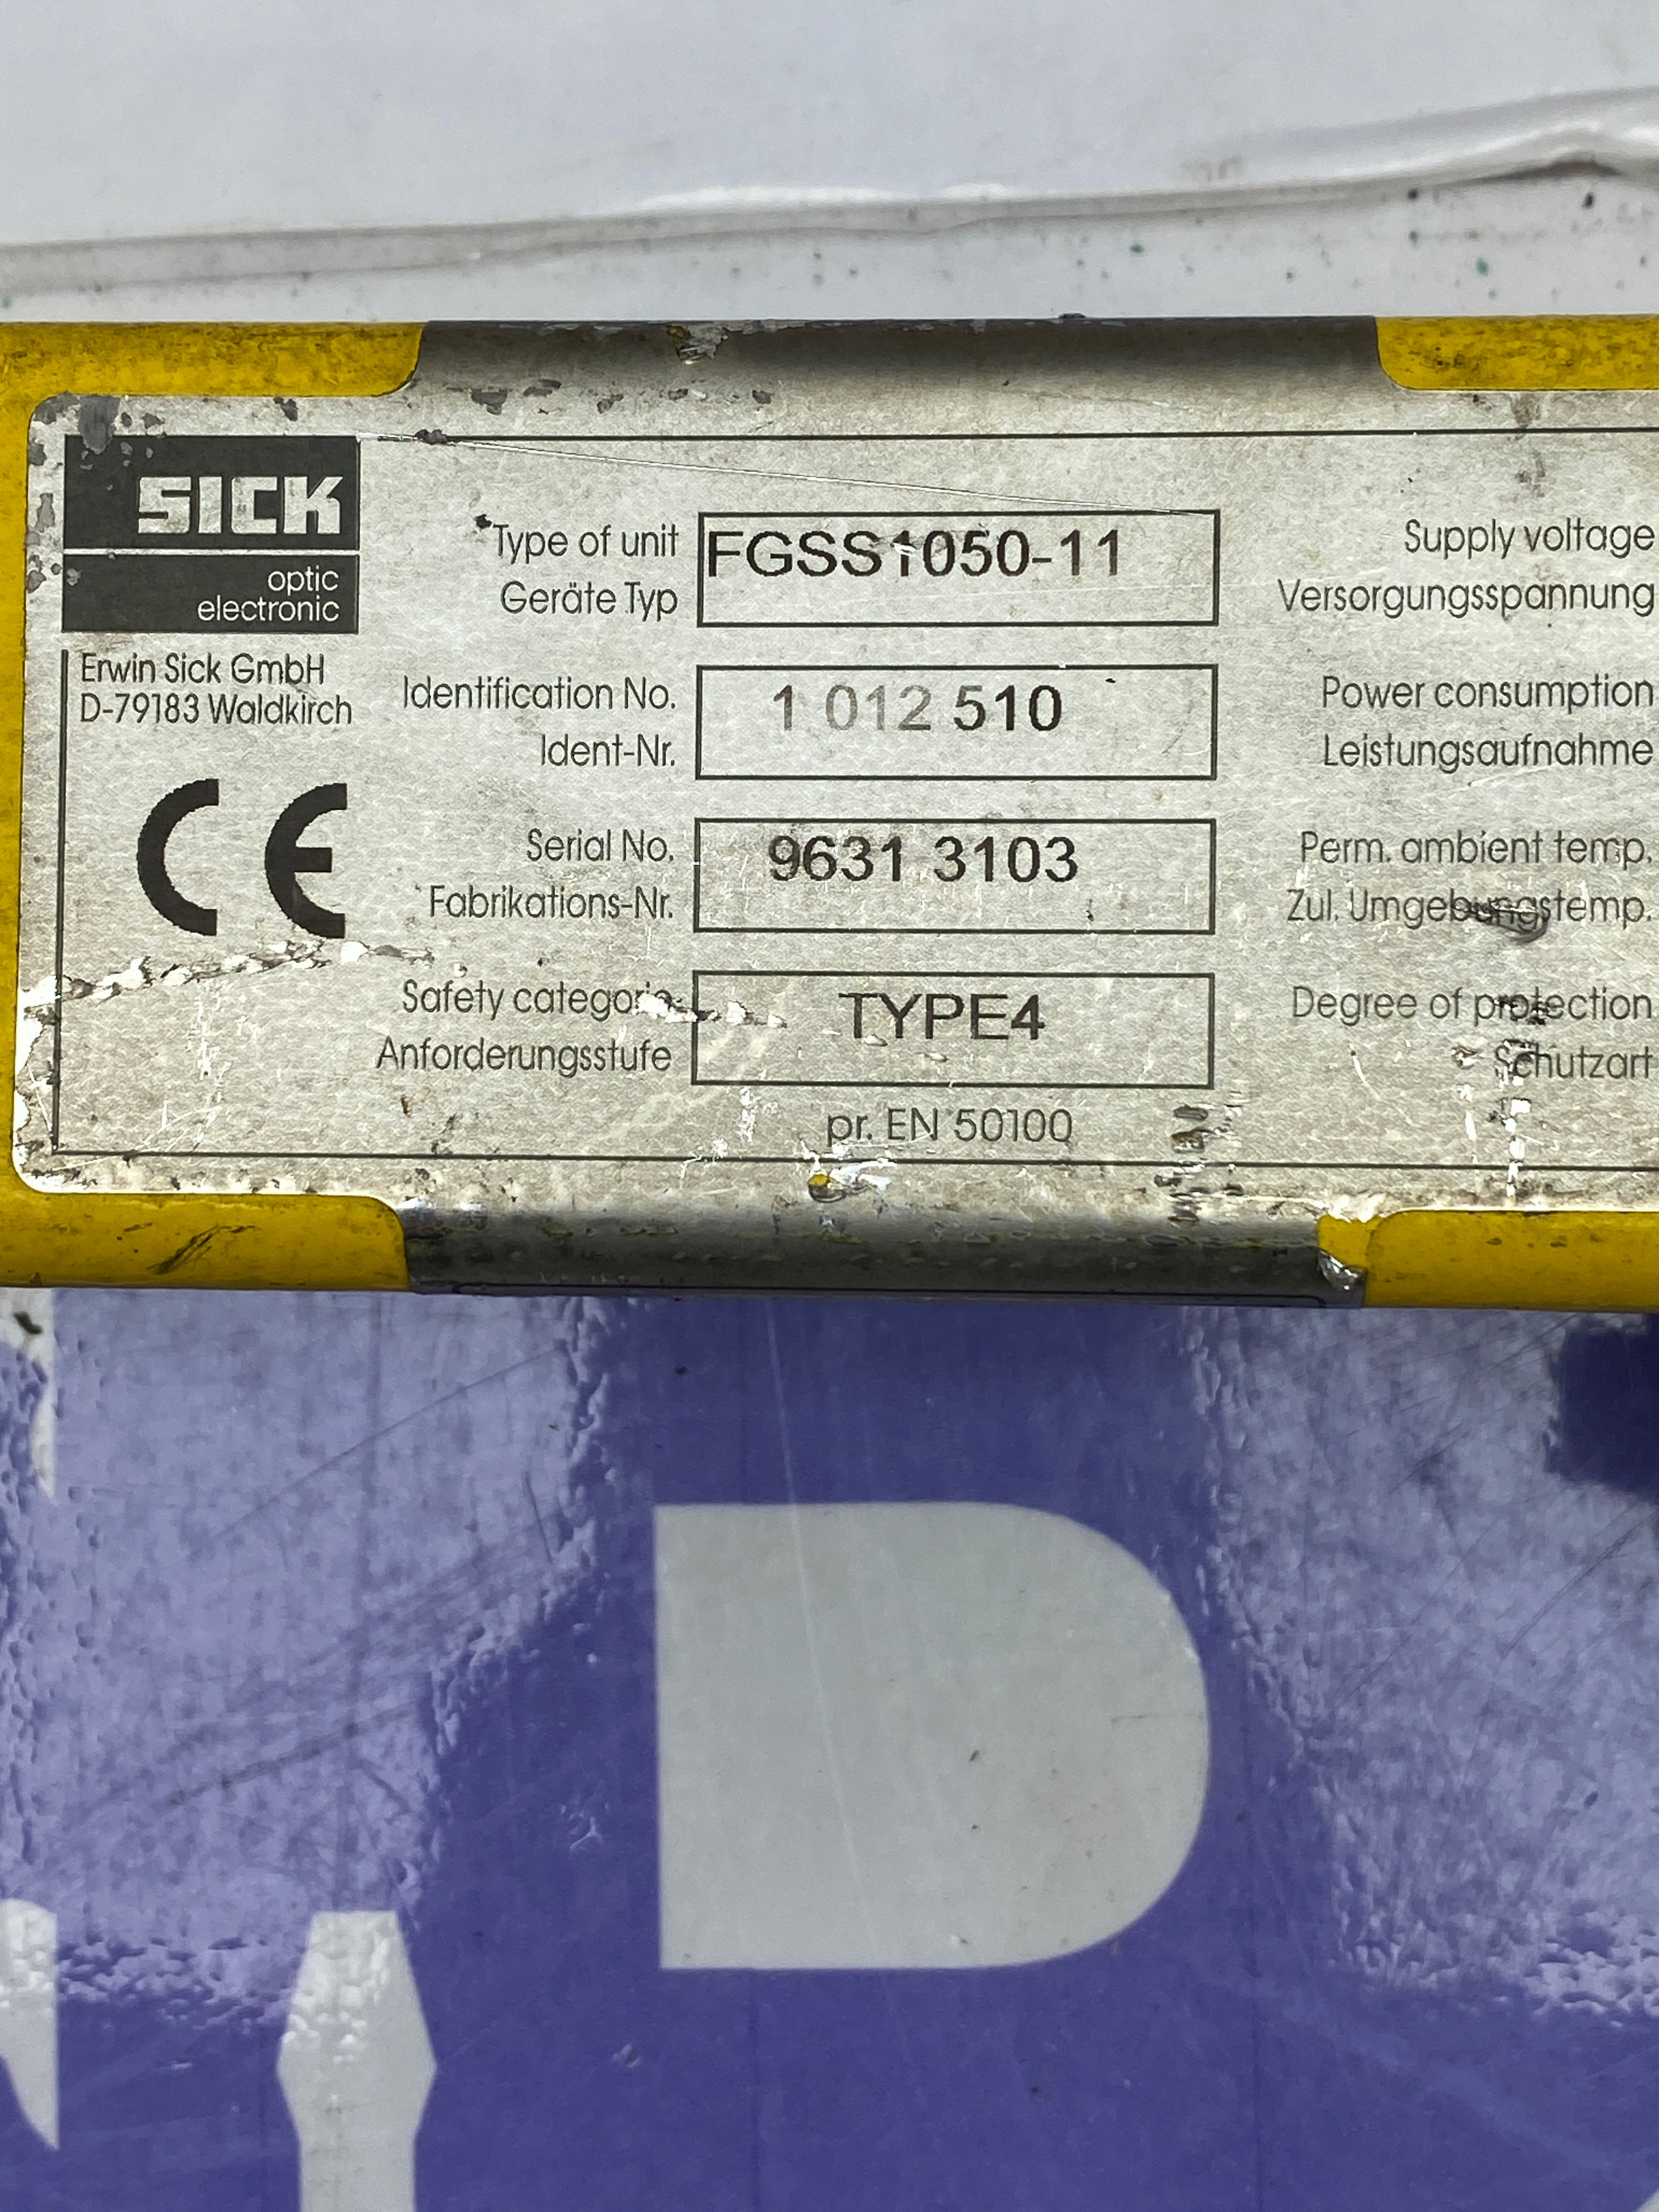 SICK
optic
electronic
Erwin Sick GmbH
D-79183 Waldkirch
CE
Type of unit
Geräte Typ
FGSS1050-11
Identification No.
Ident-Nr.
1 012 510
Serial No.
Fabrikations-Nr.
9631 3103
Safety categorie
Anforderungsstufe
TYPE4
pr. EN 50100
Supply voltage
Versorgungsspannung
Power consumption
Leistungsaufnahme
Perm. ambient temp.
Zul. Umgebungstemp.
Degree of protection
Schutzart